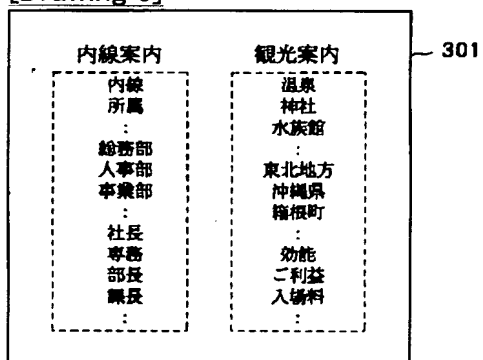 内線案内
内線
所属
:
総務部
人事部
事業部
:
社長
専務
部長
課長
:
観光案内
温泉
神社
水族館
:
東北地方
沖縄県
箱根町
:
効能
ご利益
入場料
:
301